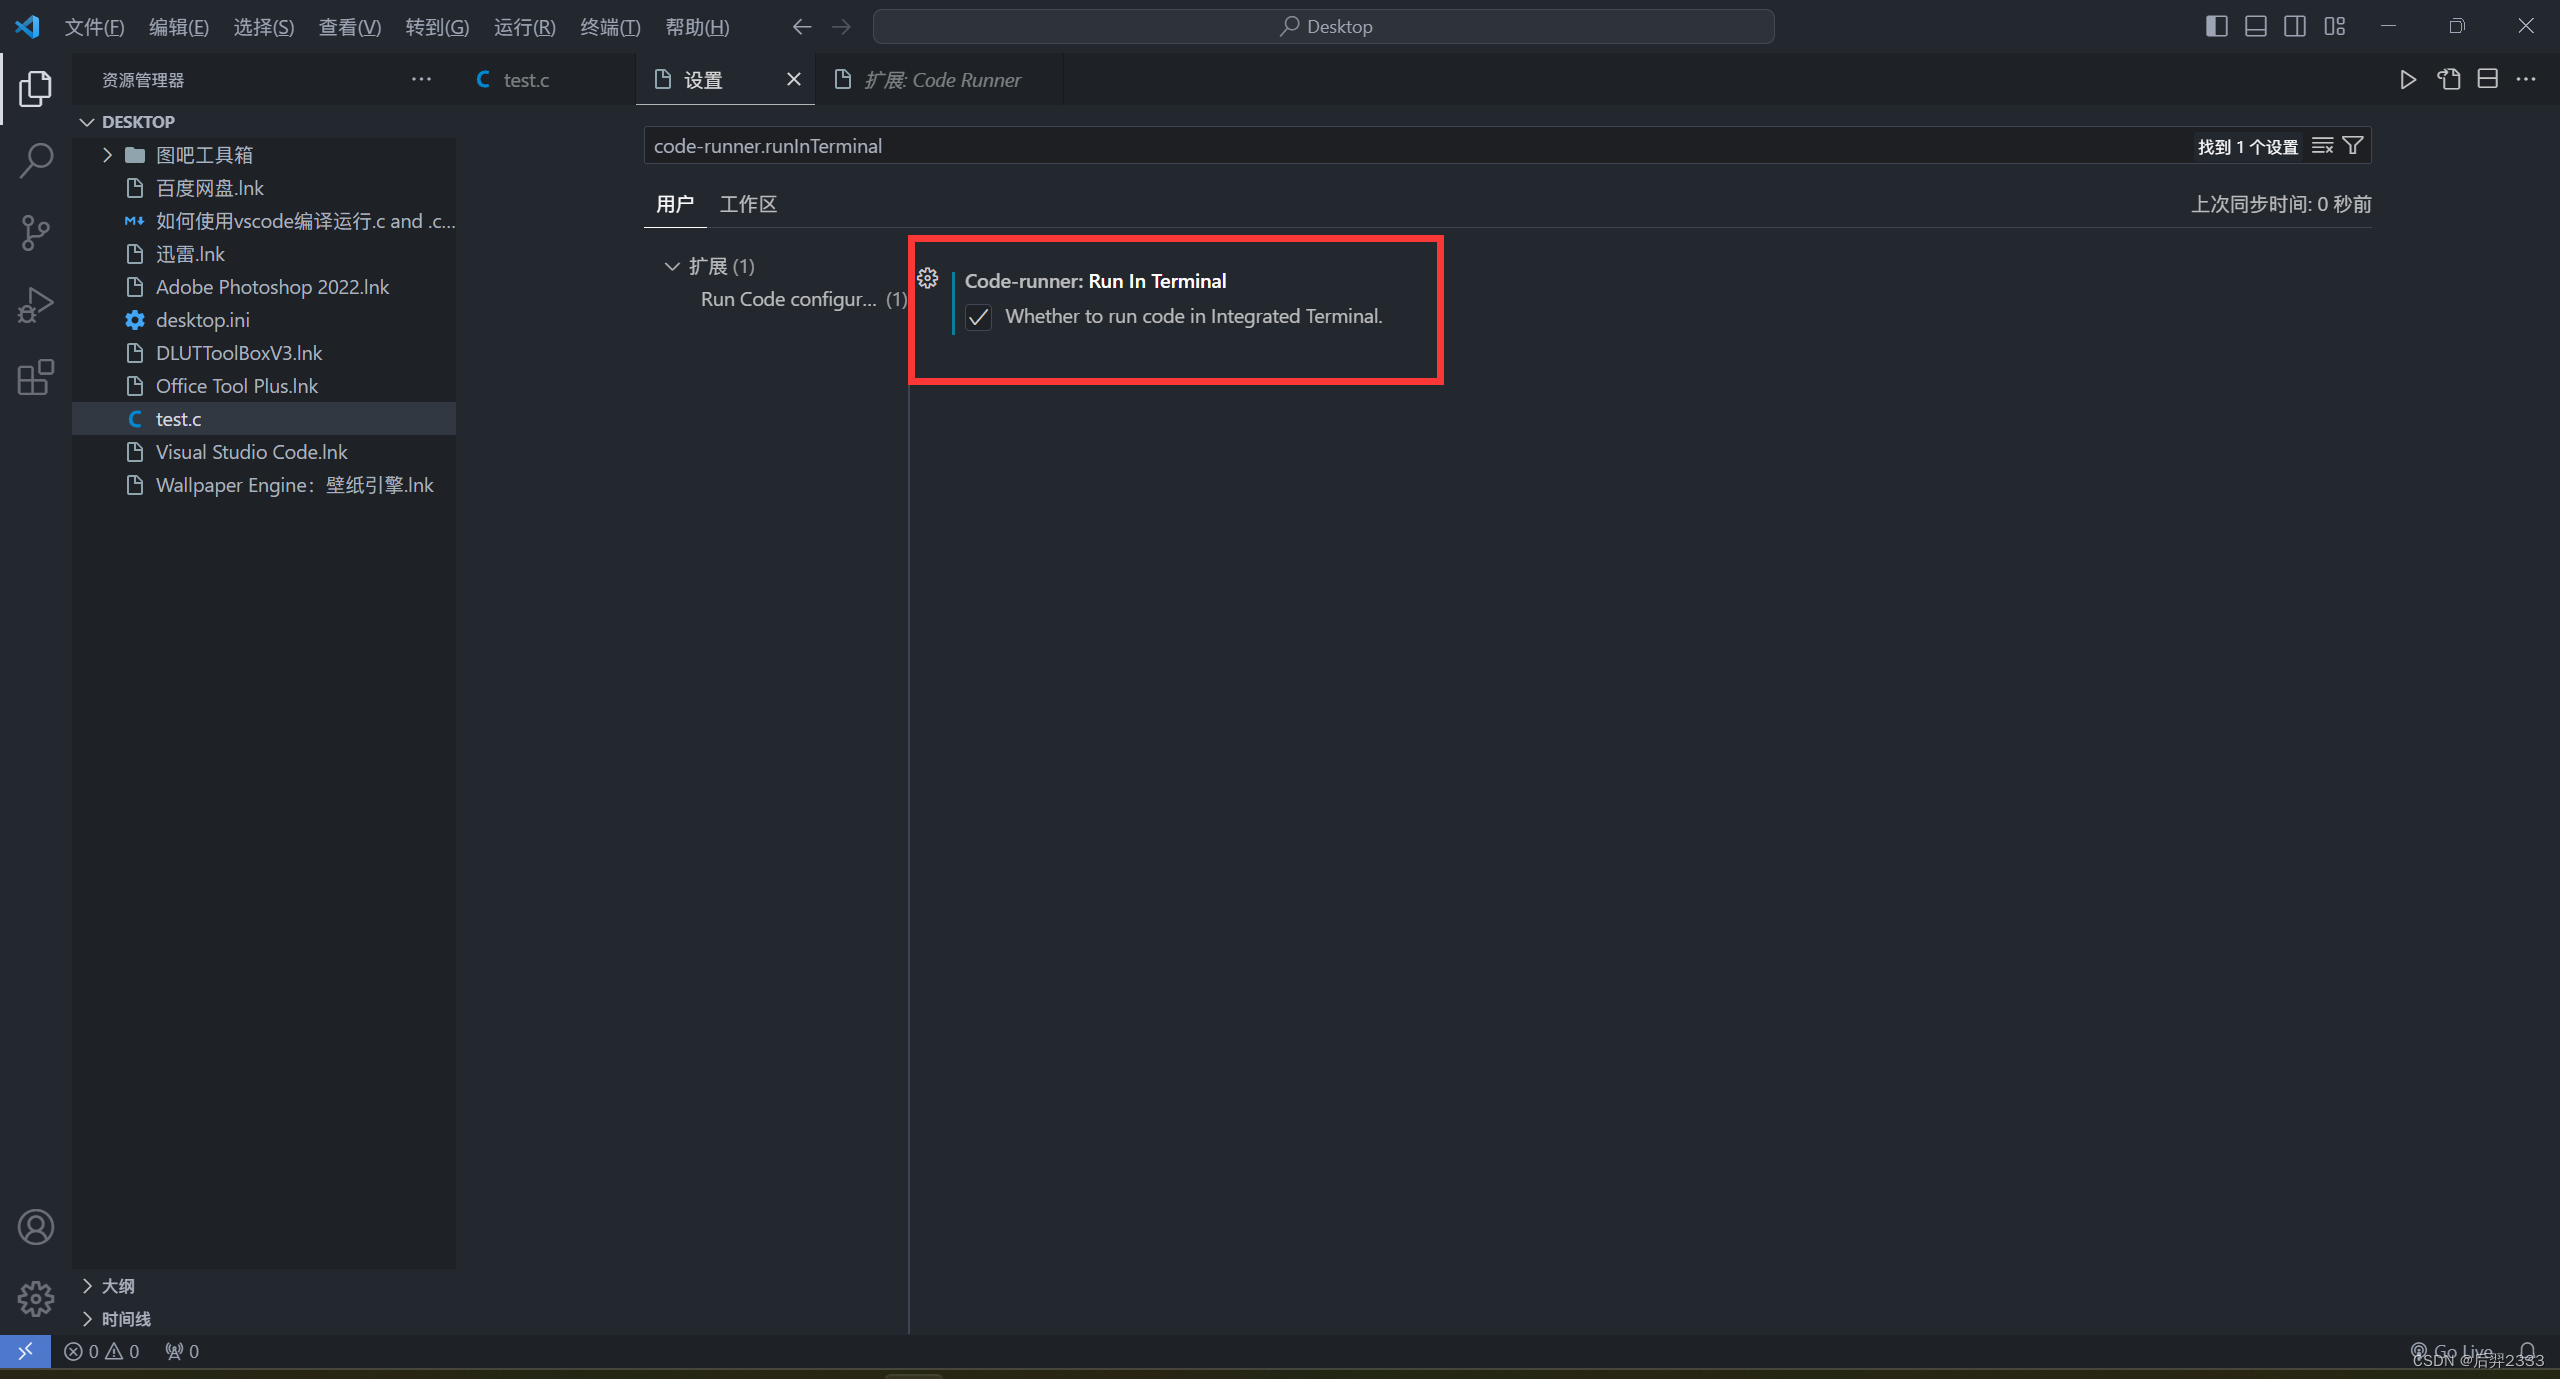 文件(F) 编辑(E) 选择(S) 查看(V) 转到(G) 运行(R) 终端(T) 帮助(H) Desktop
资源管理器
test.c 设置 扩展: Code Runner
DESKTOP
图吧工具箱
百度网盘.lnk
如何使用vscode编译运行.c and .c...
迅雷.lnk
Adobe Photoshop 2022.lnk
desktop.ini
DLUTToolBoxV3.lnk
Office Tool Plus.lnk
test.c
Visual Studio Code.lnk
Wallpaper Engine：壁纸引擎.lnk
大纲
时间线
code-runner.runInTerminal 找到 1 个设置
用户 工作区 上次同步时间: 0 秒前
扩展 (1)
Run Code configur... (1)
Code-runner: Run In Terminal
Whether to run code in Integrated Terminal.
0 0 0 Go Live
CSDN @后羿2333